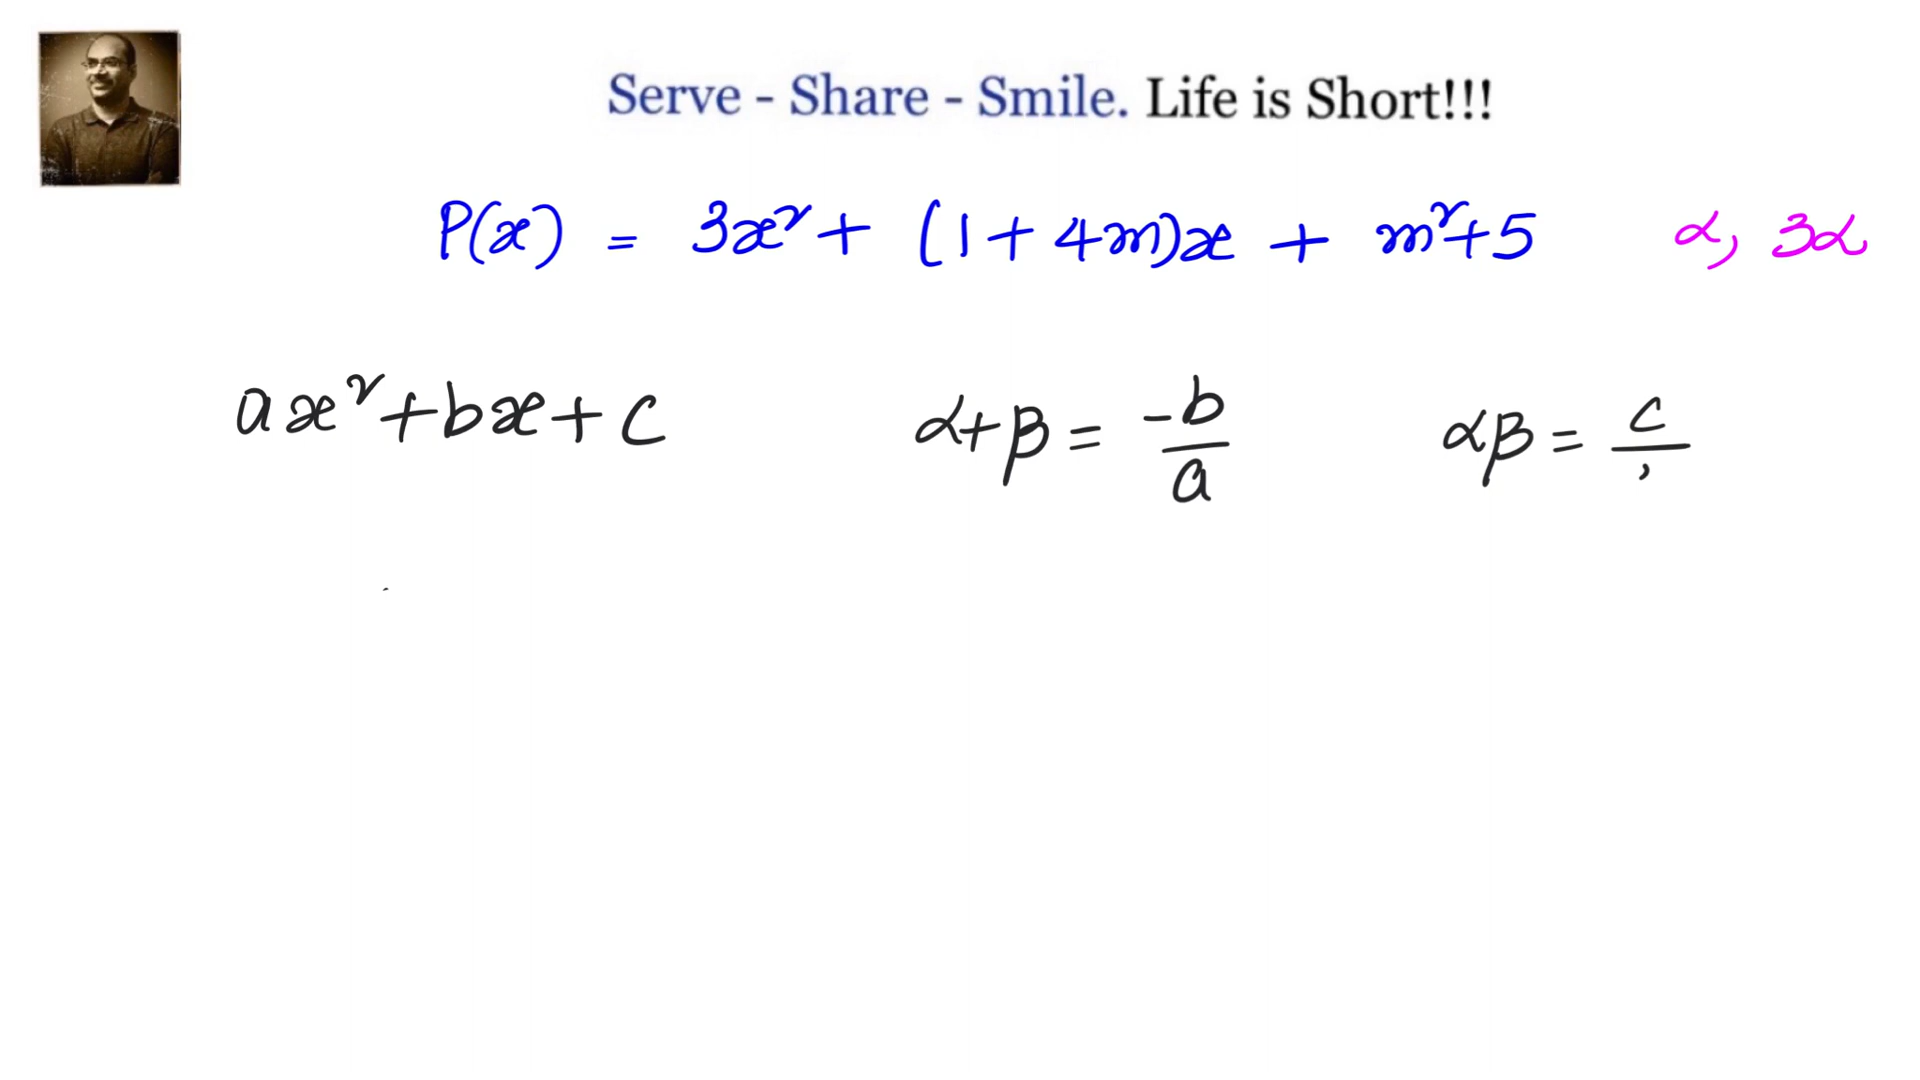 Serve - Share - Smile. Life is Short!!!
P(x) = 3x² + (1 + 4m)x + m² + 5 α, 3α
ax² + bx + c α + β = -b/a αβ = c/